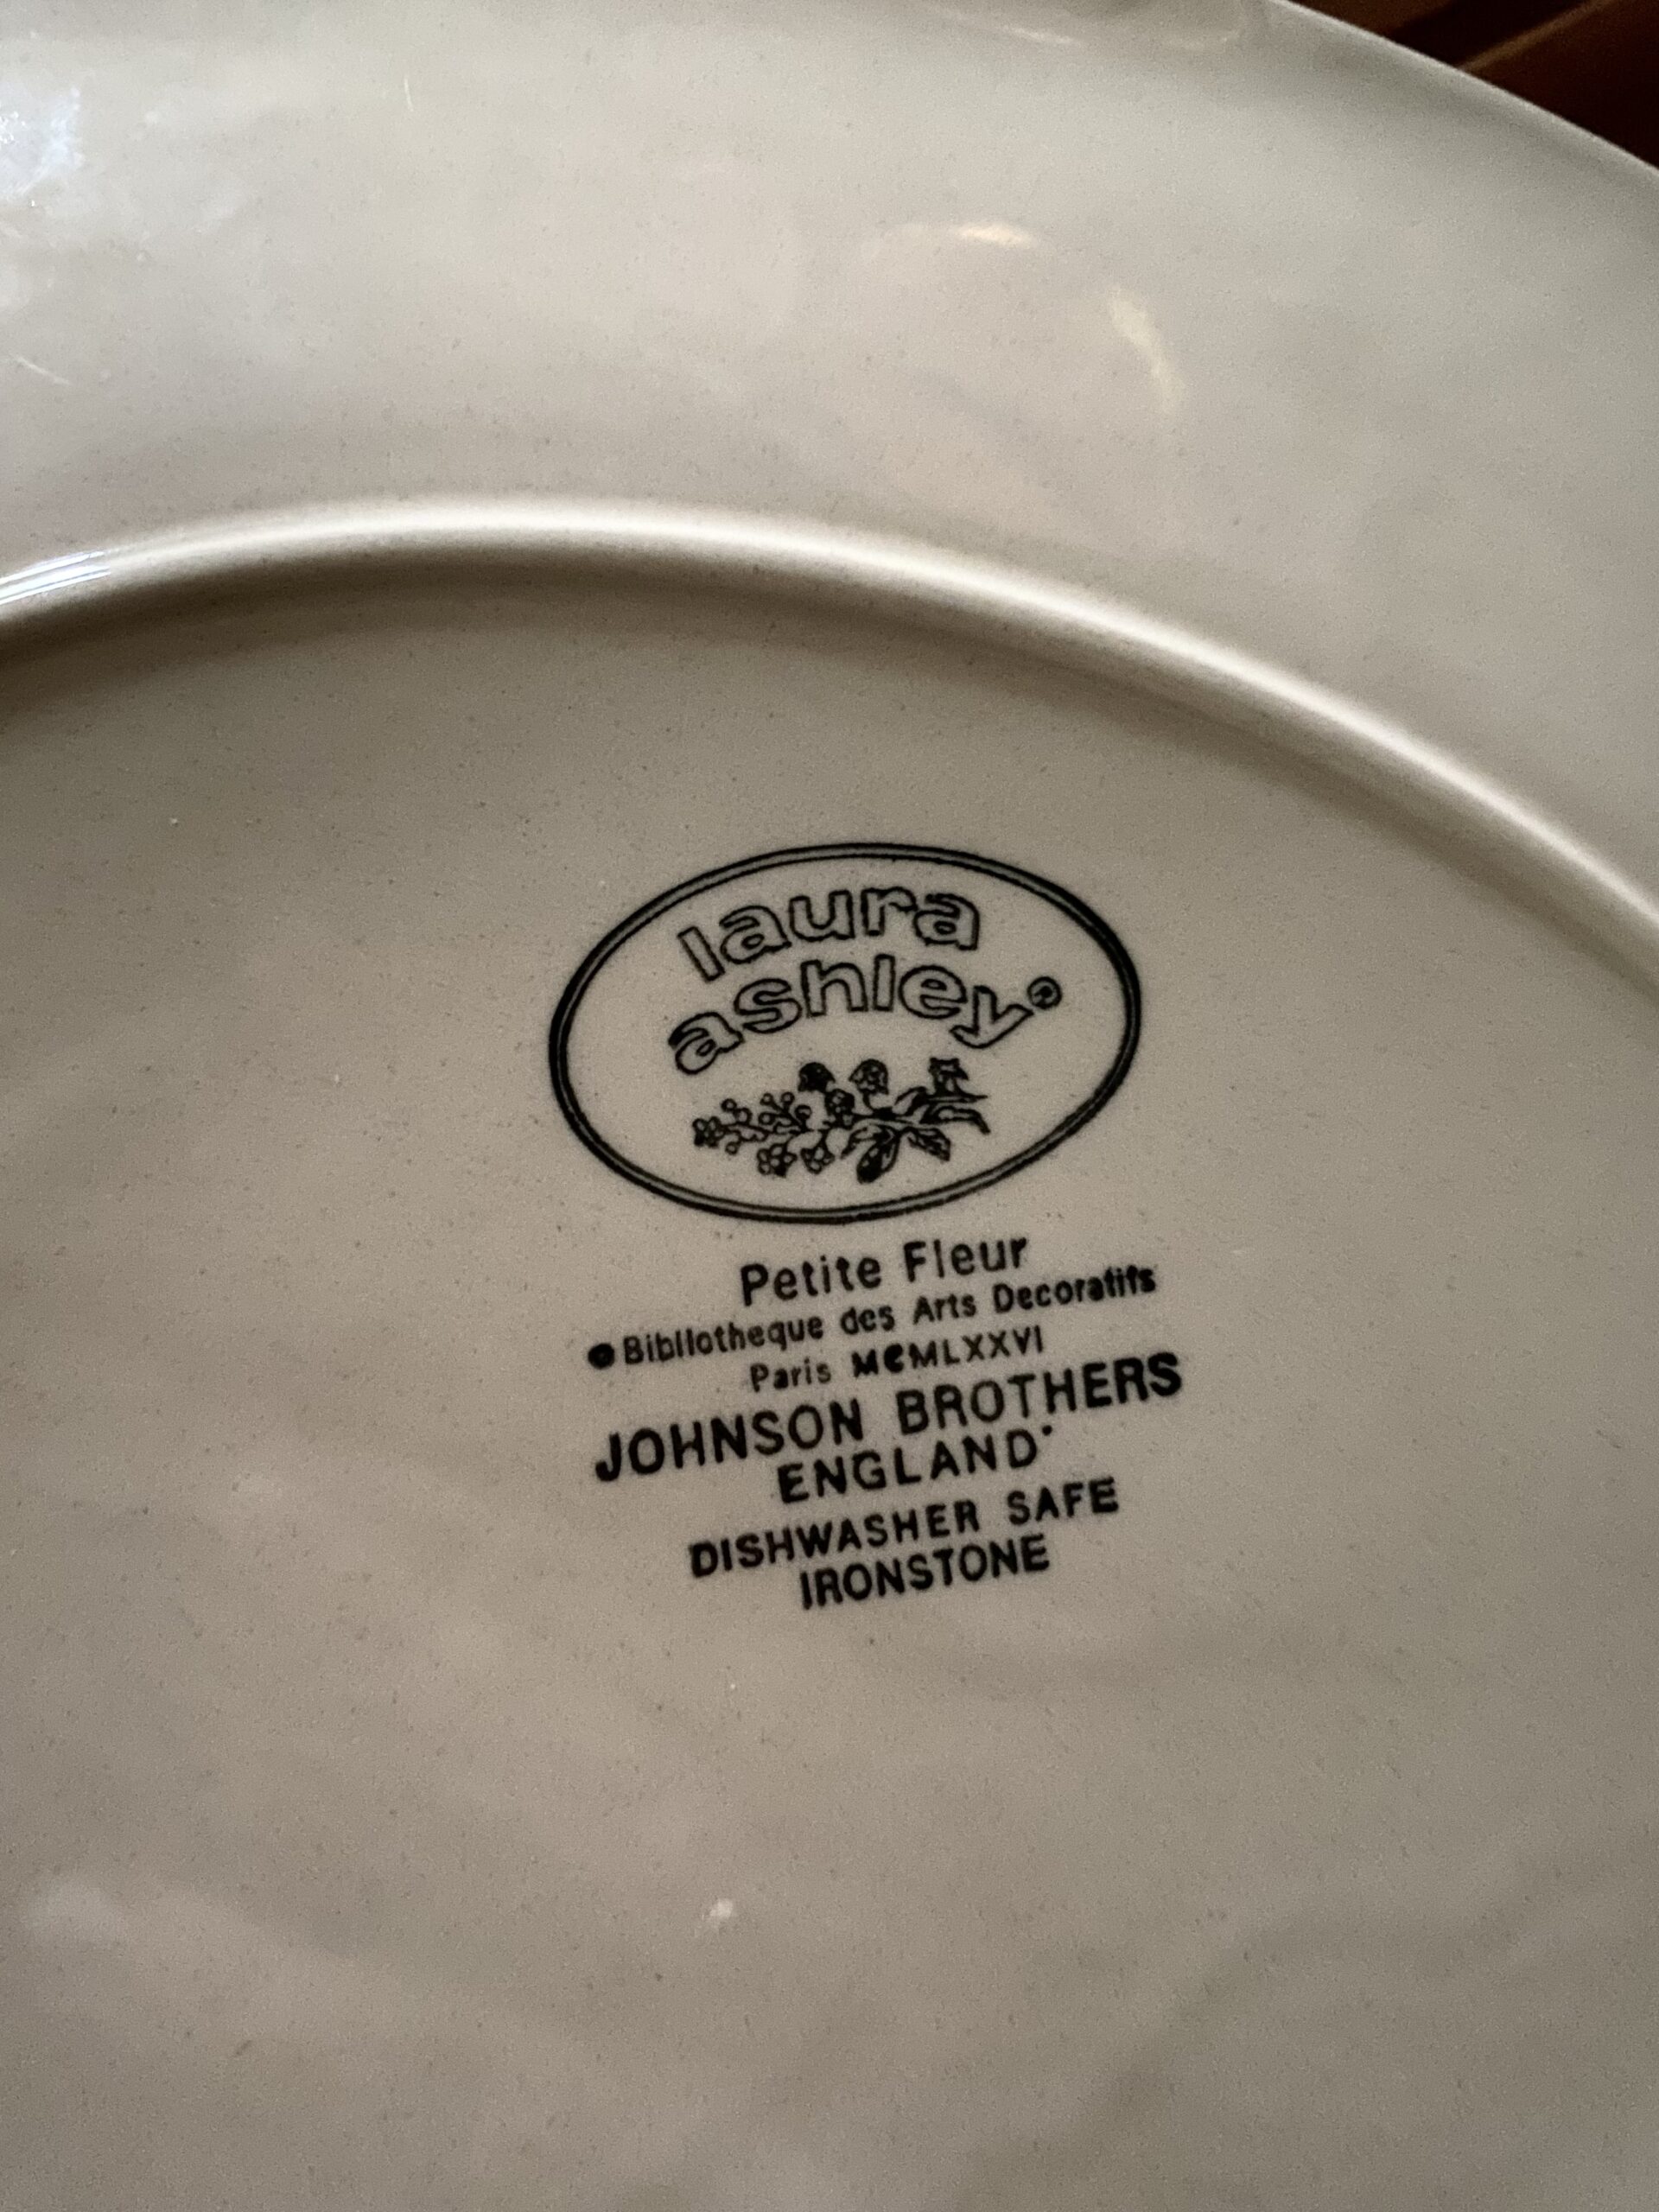 laura
ashley®
Petite Fleur
©Bibliotheque des Arts Decoratifs
Paris MCMLXXVI
JOHNSON BROTHERS
ENGLAND
DISHWASHER SAFE
IRONSTONE